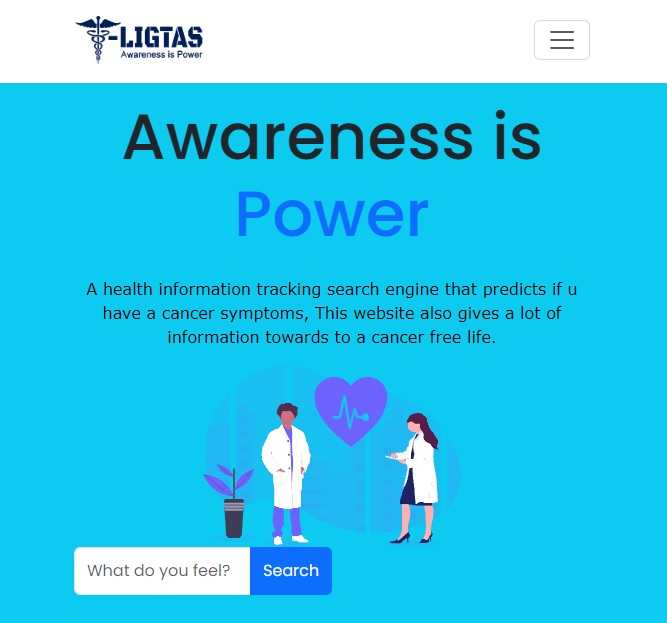 -LIGTAS
Awareness is Power
Awareness is
Power
A health information tracking search engine that predicts if u
have a cancer symptoms, This website also gives a lot of
information towards to a cancer free life.
What do you feel?
Search